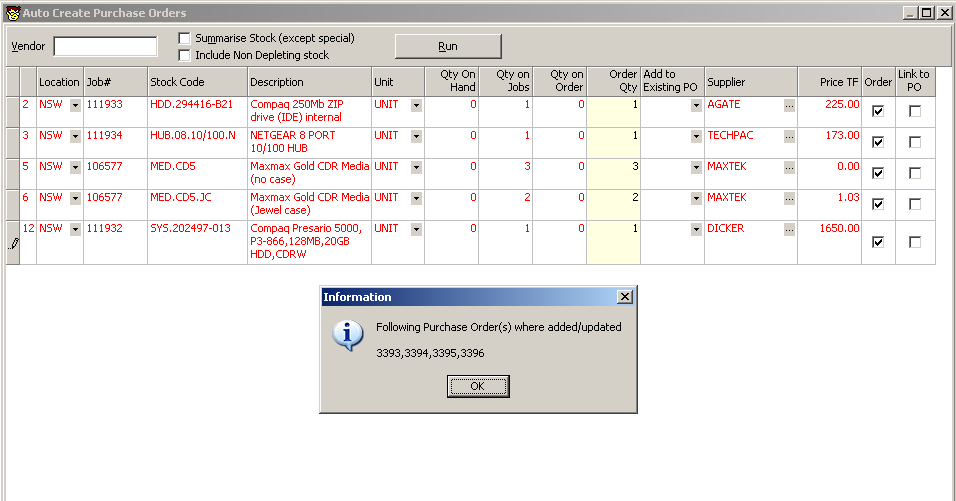 Auto Create Purchase Orders
Vendor
Summarise Stock (except special)
Include Non Depleting stock
Run
Location Job# Stock Code Description Unit Qty On Hand Qty on Jobs Qty on Order Order Qty Add to Existing PO Supplier Price TF Order Link to PO
2 NSW 111933 HDD.294416-B21 Compaq 250Mb ZIP UNIT 0 1 0 1 AGATE ... 225.00
drive (IDE) internal
3 NSW 111934 HUB.08.10/100.N NETGEAR 8 PORT UNIT 0 1 0 1 TECHPAC ... 173.00
10/100 HUB
5 NSW 106577 MED.CD5 Maxmax Gold CDR Media UNIT 0 3 0 3 MAXTEK ... 0.00
(no case)
6 NSW 106577 MED.CD5.JC Maxmax Gold CDR Media UNIT 0 2 0 2 MAXTEK ... 1.03
(Jewel case)
12 NSW 111932 SYS.202497-013 Compaq Presario 5000, UNIT 0 1 0 1 DICKER ... 1650.00
P3-866,128MB,20GB
HDD,CDRW
Information
Following Purchase Order(s) where added/updated
3393,3394,3395,3396
OK